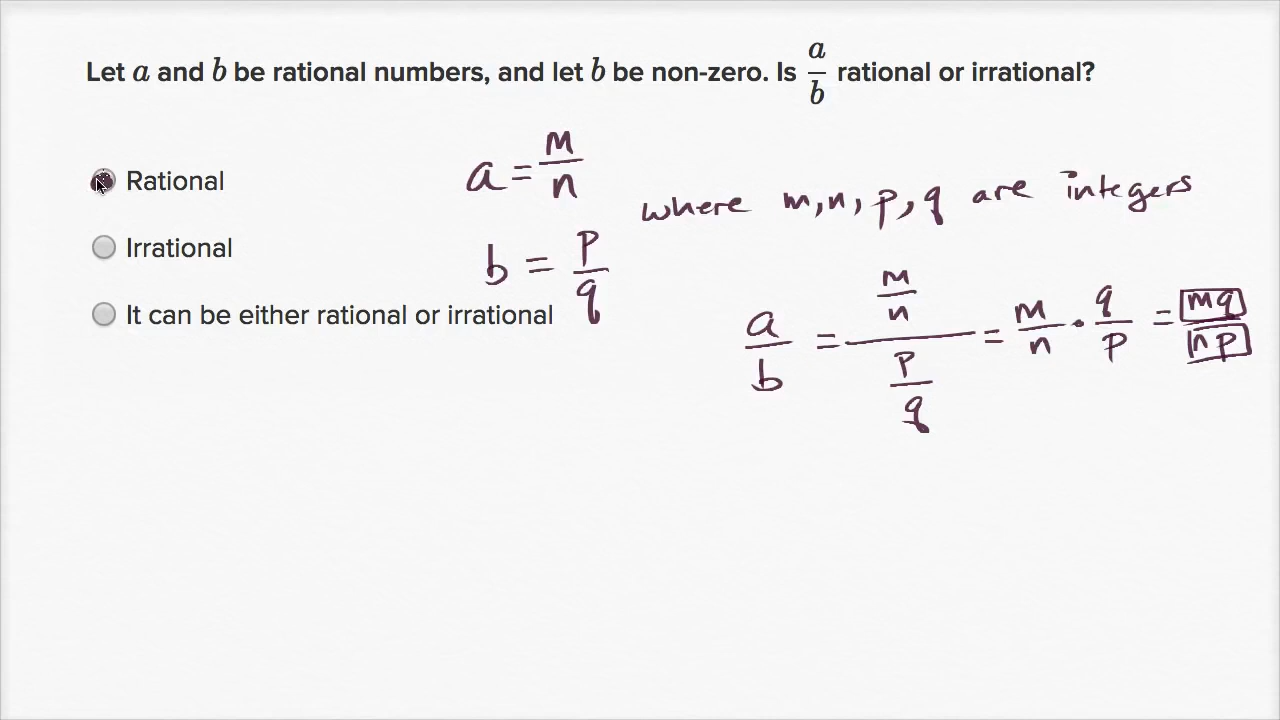 Let a and b be rational numbers, and let b be non-zero. Is a/b rational or irrational?
Rational
Irrational
It can be either rational or irrational
a = m/n
b = p/q
where m, n, p, q are integers
a/b = (m/n)/(p/q) = m/n · q/p = mq/np